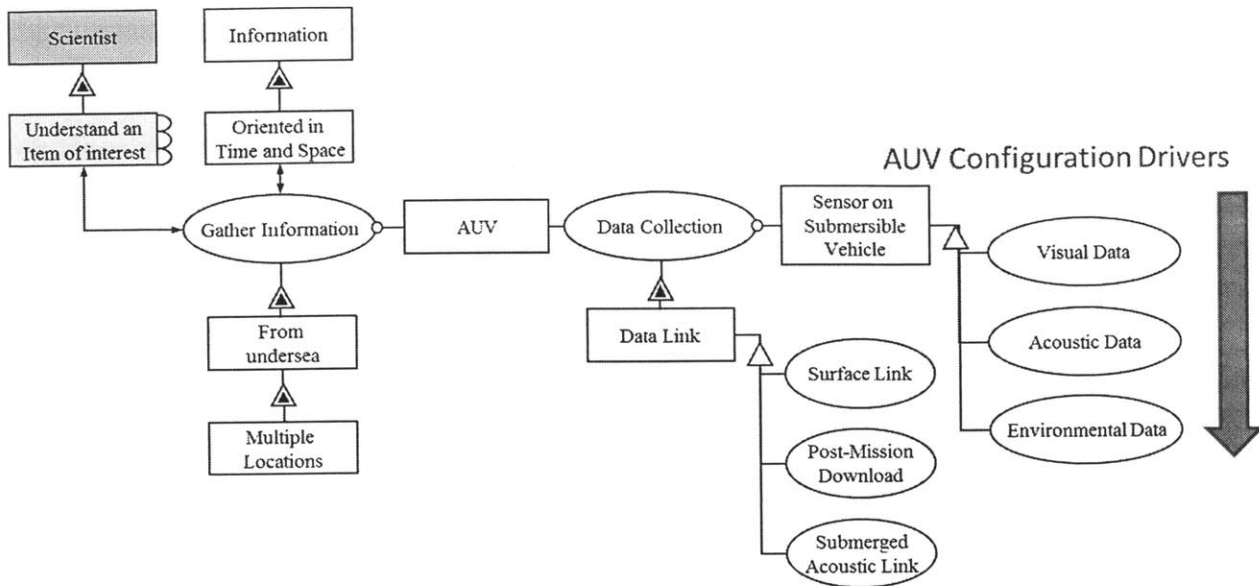 Scientist
Information
Understand an
Item of interest
Oriented in
Time and Space
AUV Configuration Drivers
Gather Information
AUV
Data Collection
Sensor on
Submersible
Vehicle
Visual Data
From
undersea
Data Link
Acoustic Data
Surface Link
Multiple
Locations
Environmental Data
Post-Mission
Download
Submerged
Acoustic Link